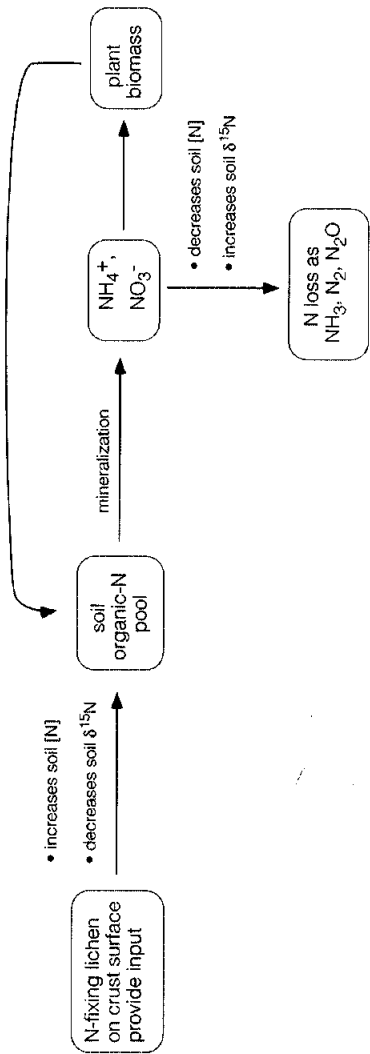 N-fixing lichen
on crust surface
provide input
• increases soil [N]
• decreases soil δ¹⁵N
soil
organic-N
pool
mineralization
NH₄⁺,
NO₃⁻
plant
biomass
• decreases soil [N]
• increases soil δ¹⁵N
N loss as
NH₃, N₂, N₂O